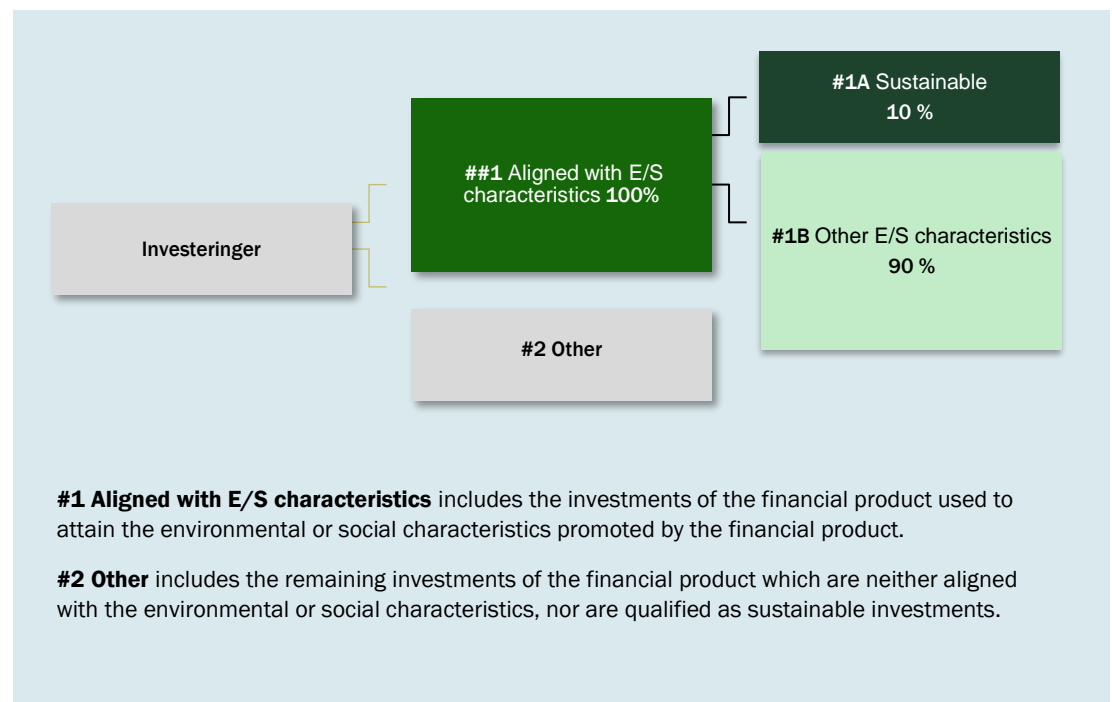 #1A Sustainable
10 %
##1 Aligned with E/S
characteristics 100%
#1B Other E/S characteristics
90 %
Investeringer
#2 Other
#1 Aligned with E/S characteristics includes the investments of the financial product used to
attain the environmental or social characteristics promoted by the financial product.
#2 Other includes the remaining investments of the financial product which are neither aligned
with the environmental or social characteristics, nor are qualified as sustainable investments.